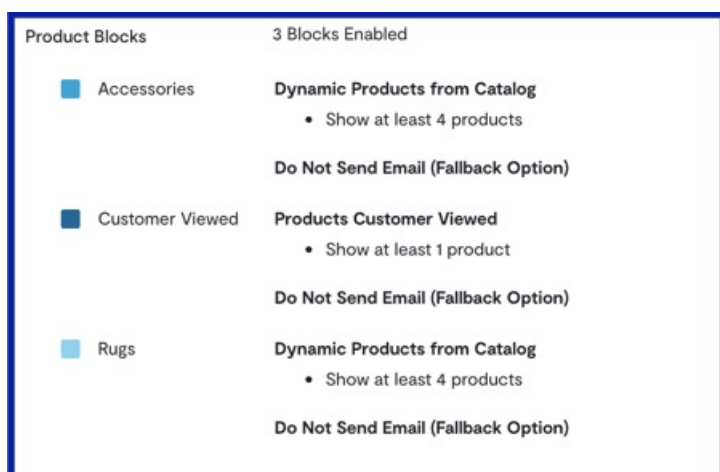 Product Blocks 3 Blocks Enabled
Accessories Dynamic Products from Catalog
• Show at least 4 products
Do Not Send Email (Fallback Option)
Customer Viewed Products Customer Viewed
• Show at least 1 product
Do Not Send Email (Fallback Option)
Rugs Dynamic Products from Catalog
• Show at least 4 products
Do Not Send Email (Fallback Option)